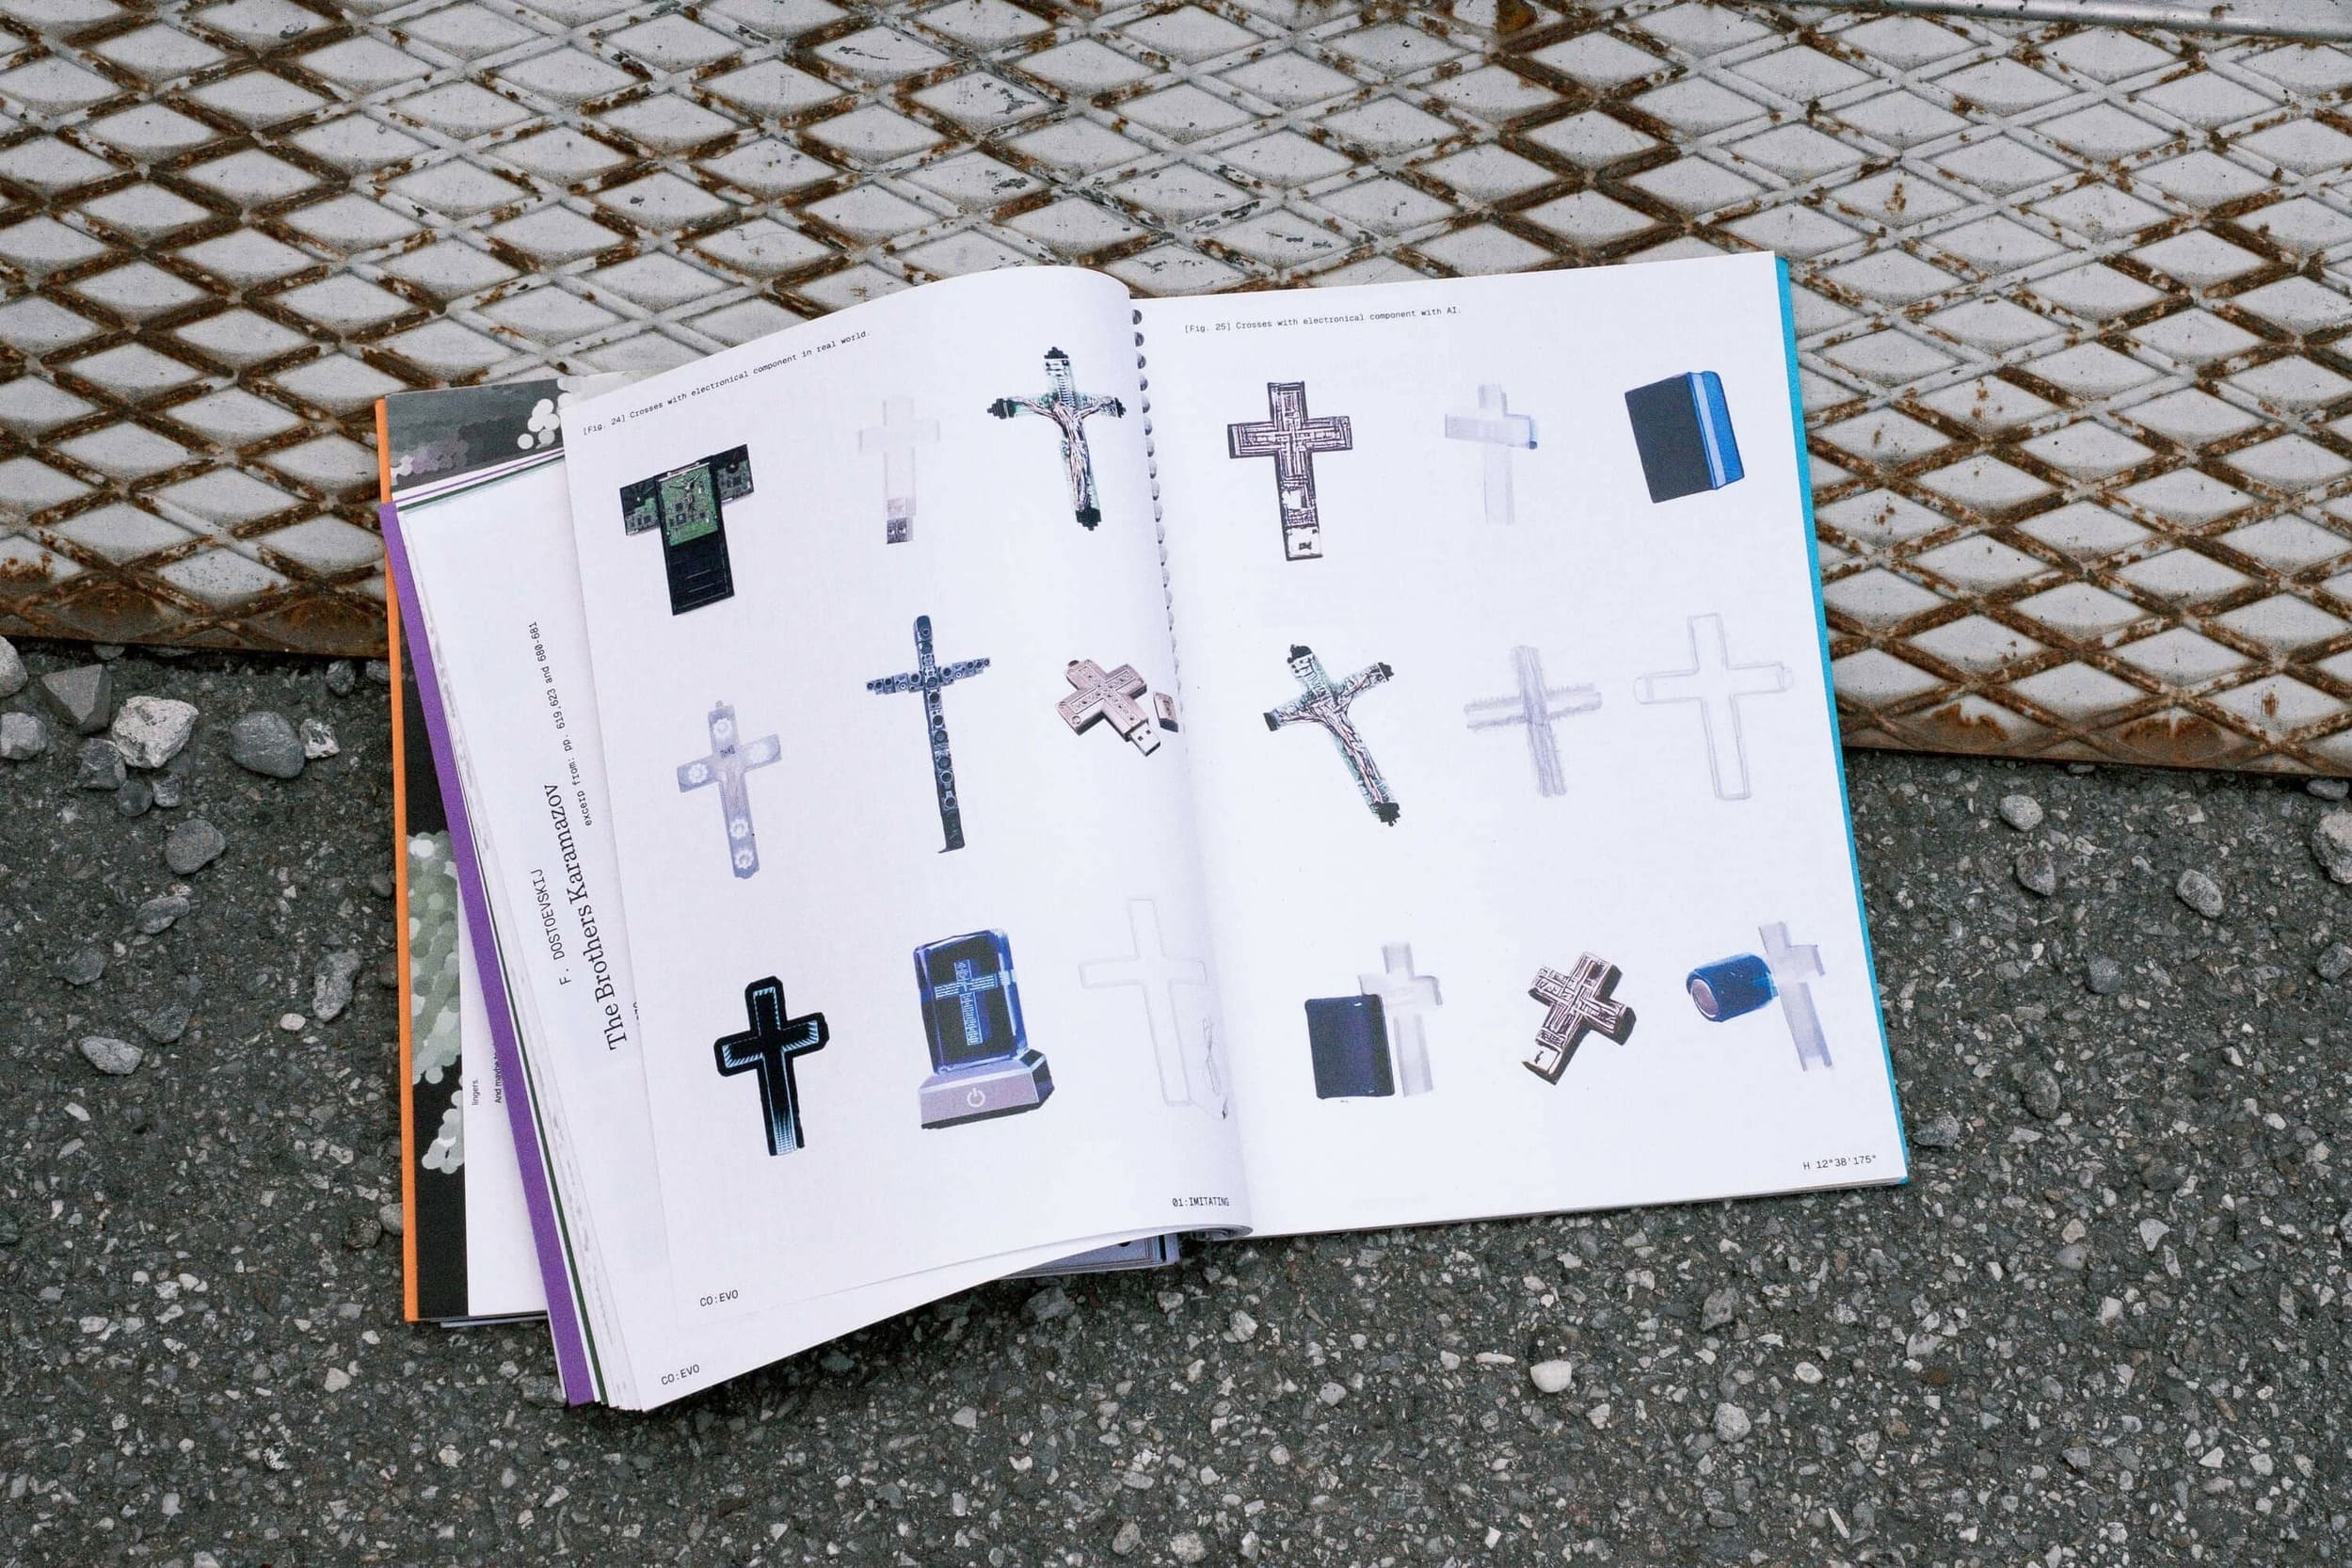 [Fig. 24] Crosses with electronical component in real world.
[Fig. 25] Crosses with electronical component with AI.
F. DOSTOEVSKIJ
The Brothers Karamazov
excerp from: pp. 619,623 and 680-681
lingers.
And maybe
01:IMITATING
H 12°38'175"
CO:EVO
CO:EVO